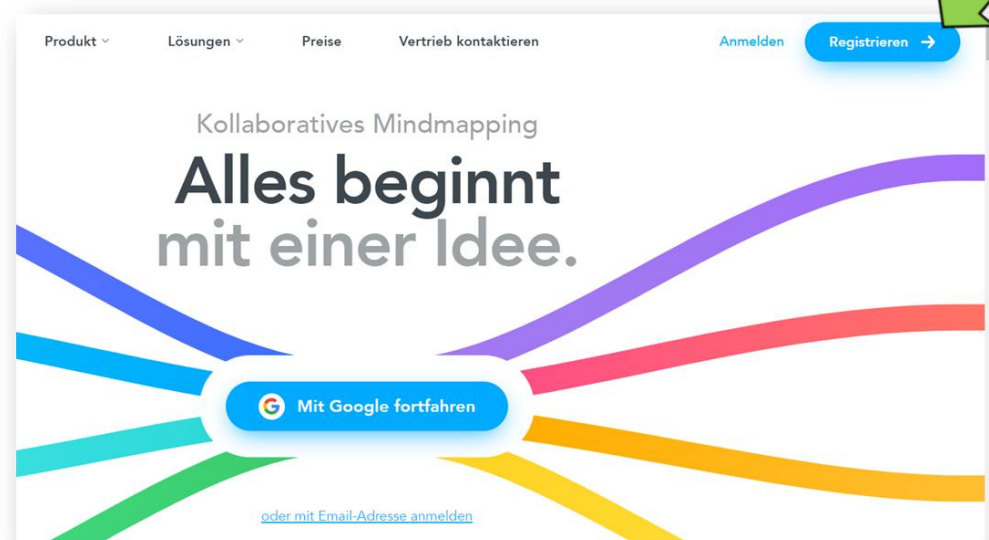 Produkt
Lösungen
Preise
Vertrieb kontaktieren
Anmelden
Registrieren →
Kollaboratives Mindmapping
Alles beginnt
mit einer Idee.
Mit Google fortfahren
oder mit Email-Adresse anmelden